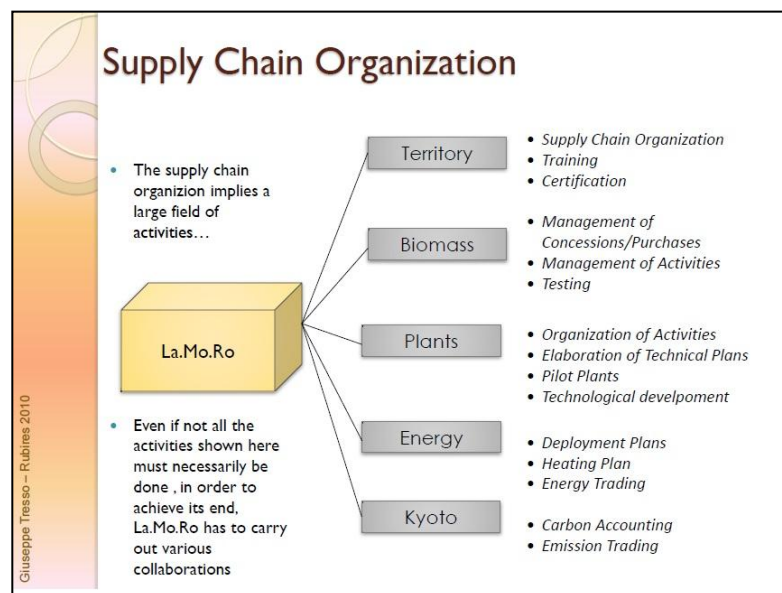 Supply Chain Organization
• The supply chain
organizion implies a
large field of
activities…
La.Mo.Ro
• Even if not all the
activities shown here
must necessarily be
done , in order to
achieve its end,
La.Mo.Ro has to carry
out various
collaborations
Territory
• Supply Chain Organization
• Training
• Certification
Biomass
• Management of
Concessions/Purchases
• Management of Activities
• Testing
Plants
• Organization of Activities
• Elaboration of Technical Plans
• Pilot Plants
• Technological develpoment
Energy
• Deployment Plans
• Heating Plan
• Energy Trading
Kyoto
• Carbon Accounting
• Emission Trading
Giuseppe Tresso – Rubires 2010